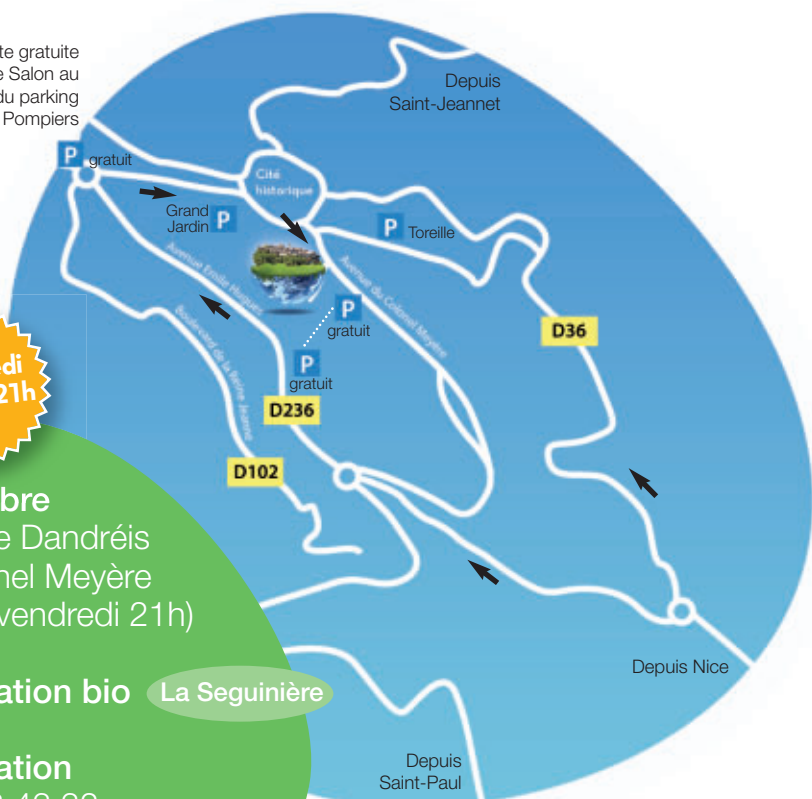 te gratuite
e Salon au
du parking
Pompiers
Depuis
Saint-Jeannet
P gratuit
Cité
historique
Grand
Jardin P
P Toreille
Avenue Emile Hugues
Avenue du Colonel Meyère
Boulevard de la Reine Jeanne
P
gratuit
P
gratuit
D36
D236
D102
di
21h
bre
e Dandréis
nel Meyère
vendredi 21h)
ation bio La Seguinière
ation
Depuis Nice
Depuis
Saint-Paul